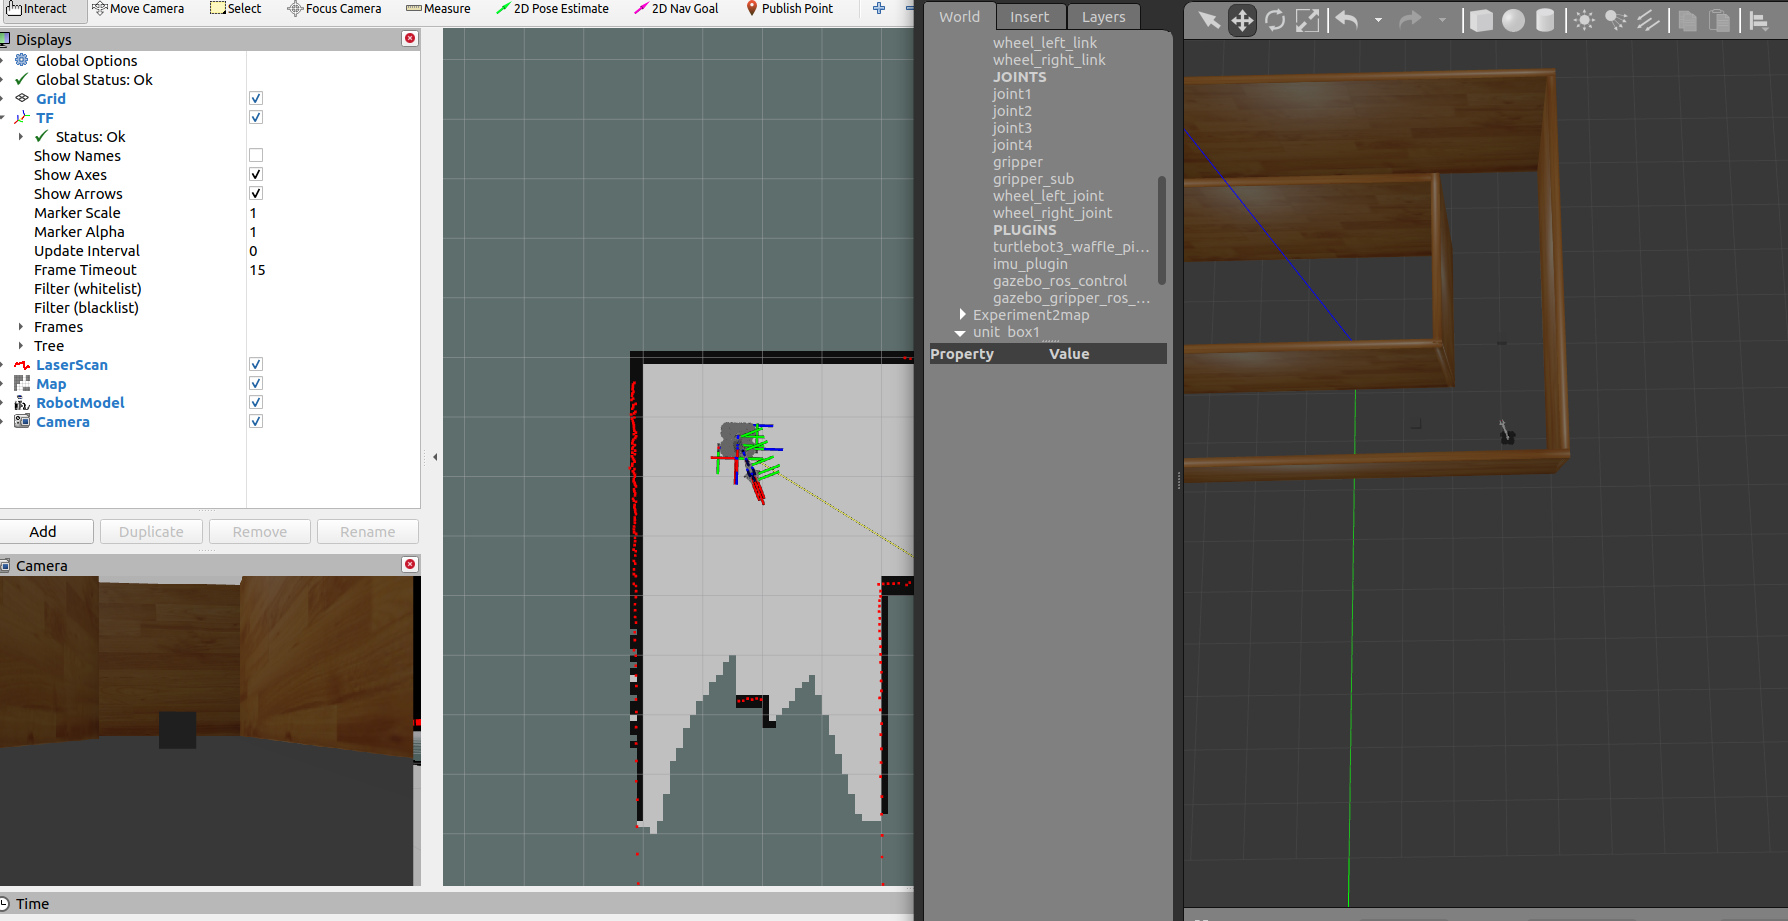 Interact Move Camera Select Focus Camera Measure 2D Pose Estimate 2D Nav Goal Publish Point
Displays
Global Options
Global Status: Ok
Grid
TF
Status: Ok
Show Names
Show Axes
Show Arrows
Marker Scale 1
Marker Alpha 1
Update Interval 0
Frame Timeout 15
Filter (whitelist)
Filter (blacklist)
Frames
Tree
LaserScan
Map
RobotModel
Camera
Add Duplicate Remove Rename
Camera
Time
World Insert Layers
wheel_left_link
wheel_right_link
JOINTS
joint1
joint2
joint3
joint4
gripper
gripper_sub
wheel_left_joint
wheel_right_joint
PLUGINS
turtlebot3_waffle_pi...
imu_plugin
gazebo_ros_control
gazebo_gripper_ros_...
Experiment2map
unit_box1
Property Value